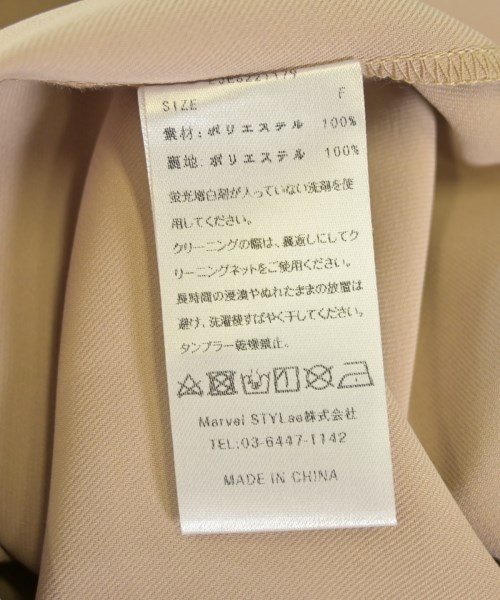 SIZE F
素材:ポリエステル 100%
裏地:ポリエステル 100%
蛍光増白剤が入っていない洗剤を使
用してください。
クリーニングの際は、裏返しにしてク
リーニングネットをご使用ください。
長時間の浸漬やぬれたままの放置は
避け、洗濯後すばやく干してください。
タンブラー乾燥禁止。
Marvel STYLee株式会社
TEL:03-6447-1142
MADE IN CHINA